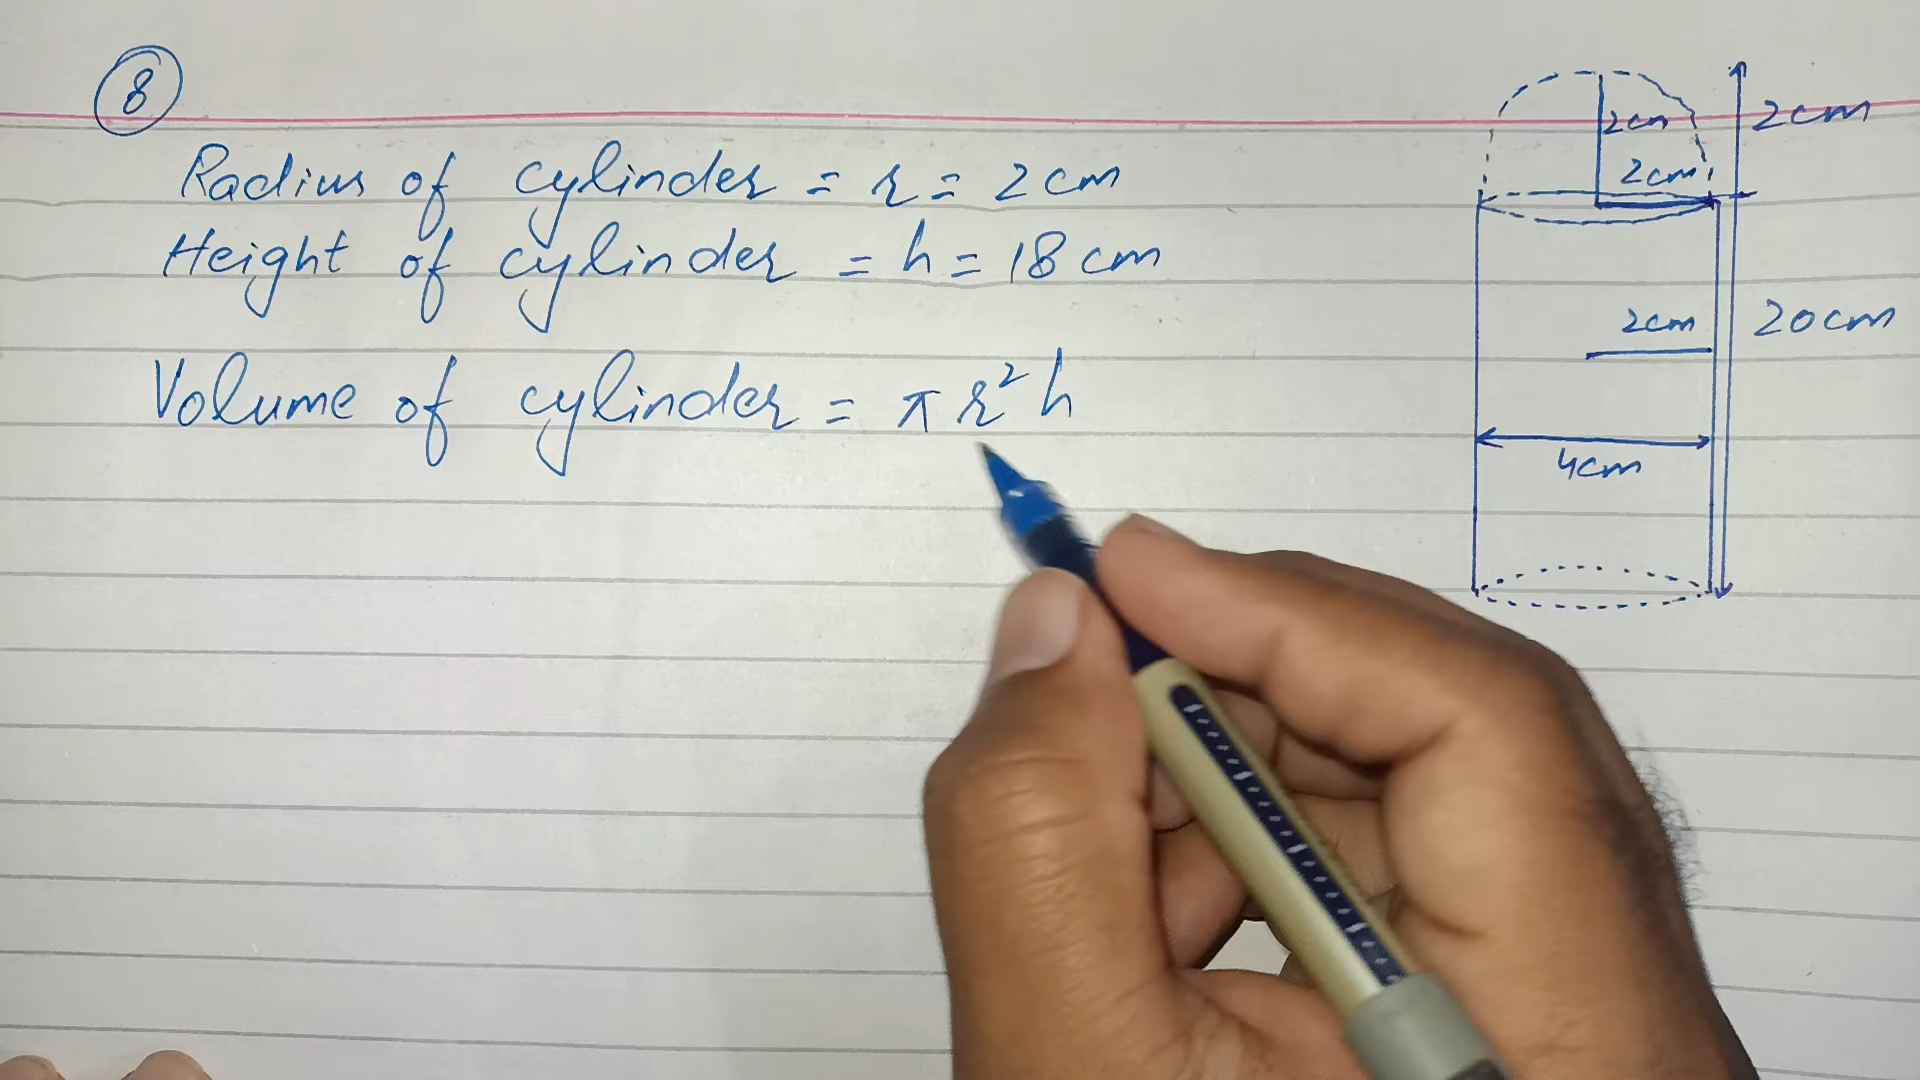 8
Radius of cylinder = r = 2 cm
Height of cylinder = h = 18 cm
Volume of cylinder = π r² h
2cm
2cm
2cm
2cm
20cm
4cm